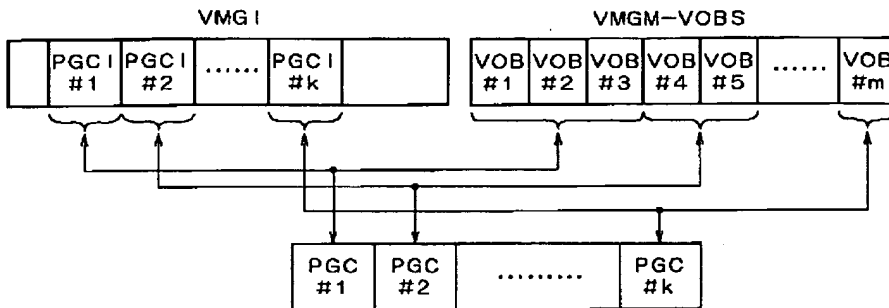 VMGI VMGM-VOBS
PGCI PGCI PGCI VOB VOB VOB VOB VOB VOB
#1 #2 ...... #k #1 #2 #3 #4 #5 ...... #m
PGC PGC PGC
#1 #2 ......... #k